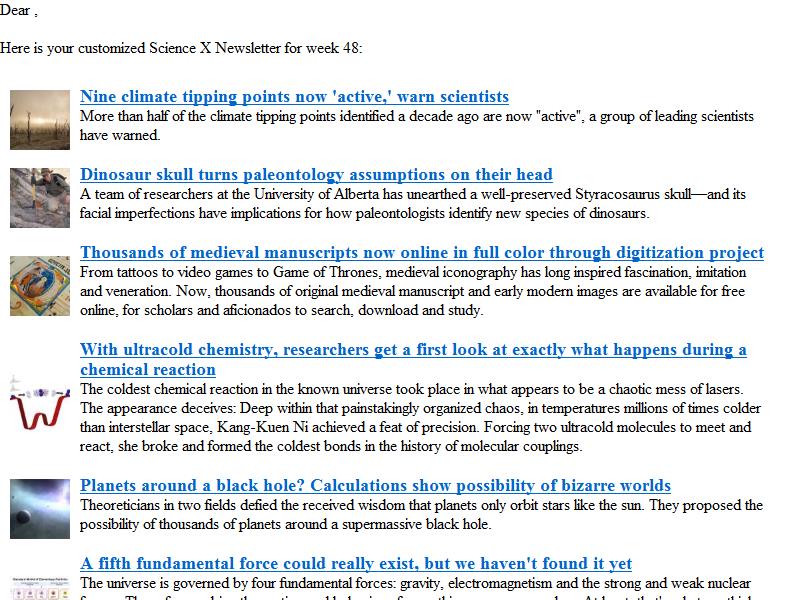 Dear ,
Here is your customized Science X Newsletter for week 48:
Nine climate tipping points now 'active,' warn scientists
More than half of the climate tipping points identified a decade ago are now "active", a group of leading scientists
have warned.
Dinosaur skull turns paleontology assumptions on their head
A team of researchers at the University of Alberta has unearthed a well-preserved Styracosaurus skull—and its
facial imperfections have implications for how paleontologists identify new species of dinosaurs.
Thousands of medieval manuscripts now online in full color through digitization project
From tattoos to video games to Game of Thrones, medieval iconography has long inspired fascination, imitation
and veneration. Now, thousands of original medieval manuscript and early modern images are available for free
online, for scholars and aficionados to search, download and study.
With ultracold chemistry, researchers get a first look at exactly what happens during a
chemical reaction
The coldest chemical reaction in the known universe took place in what appears to be a chaotic mess of lasers.
The appearance deceives: Deep within that painstakingly organized chaos, in temperatures millions of times colder
than interstellar space, Kang-Kuen Ni achieved a feat of precision. Forcing two ultracold molecules to meet and
react, she broke and formed the coldest bonds in the history of molecular couplings.
Planets around a black hole? Calculations show possibility of bizarre worlds
Theoreticians in two fields defied the received wisdom that planets only orbit stars like the sun. They proposed the
possibility of thousands of planets around a supermassive black hole.
A fifth fundamental force could really exist, but we haven't found it yet
The universe is governed by four fundamental forces: gravity, electromagnetism and the strong and weak nuclear